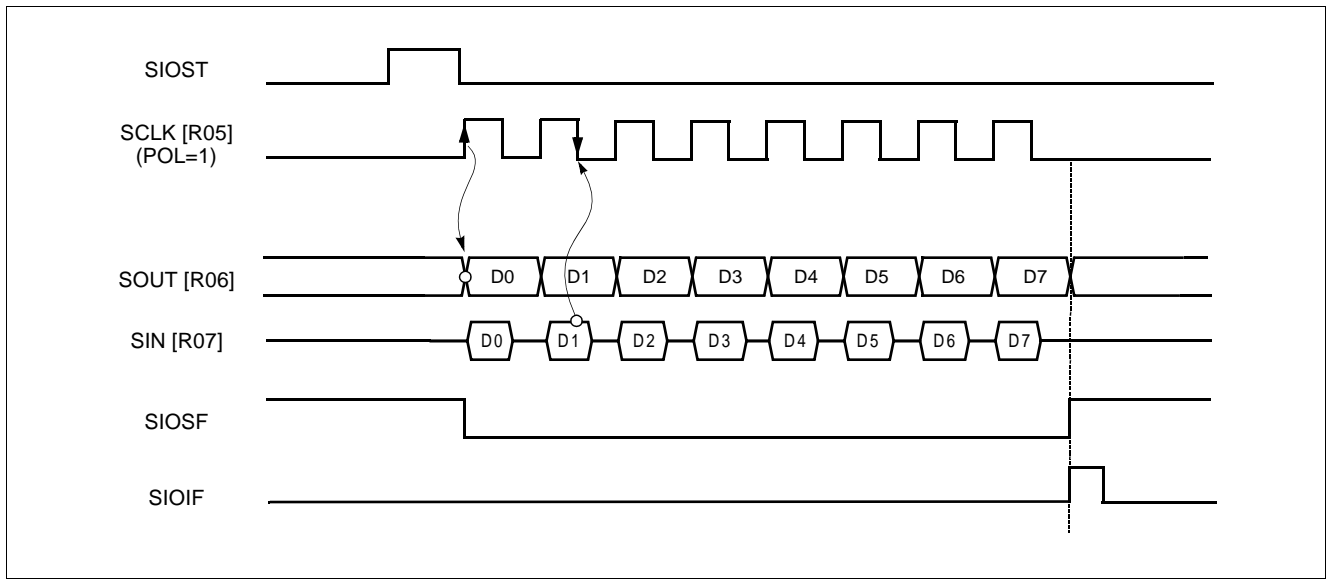 SIOST
SCLK [R05]
(POL=1)
SOUT [R06]
D0 D1 D2 D3 D4 D5 D6 D7
SIN [R07]
D0 D1 D2 D3 D4 D5 D6 D7
SIOSF
SIOIF